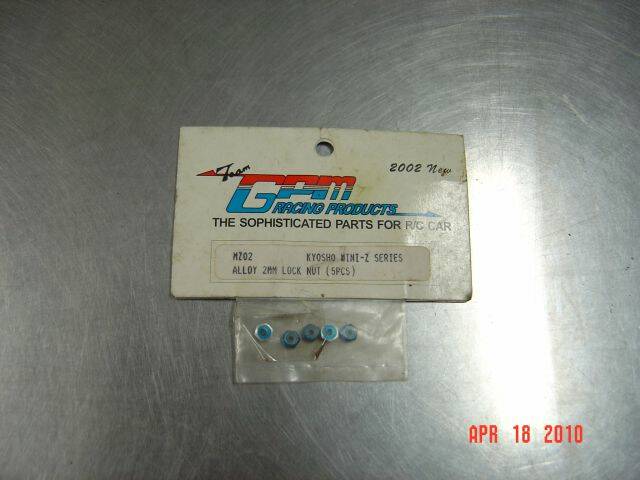 2002 New
Team
GPM
RACING PRODUCTS
THE SOPHISTICATED PARTS FOR R/C CAR
MZ02 KYOSHO MINI-Z SERIES
ALLOY 2MM LOCK NUT (5PCS)
APR 18 2010